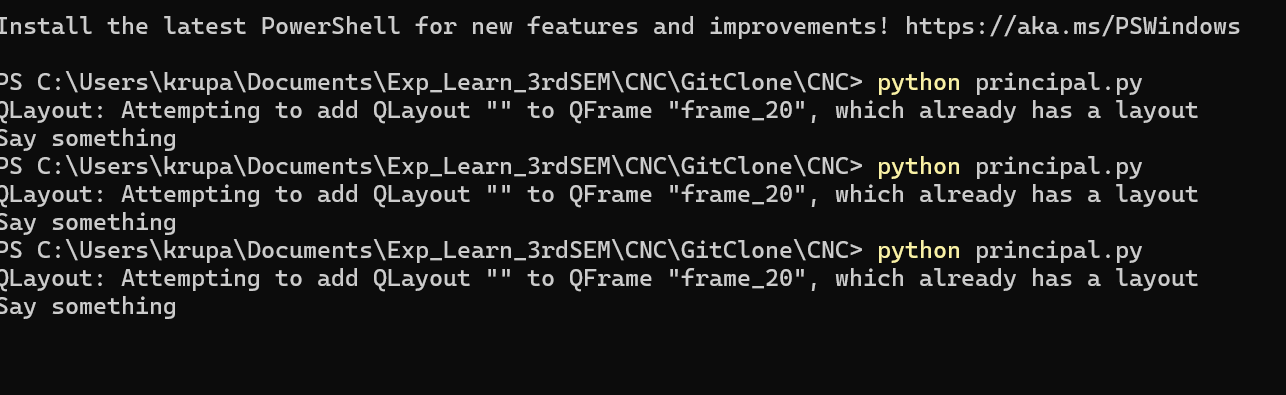 Install the latest PowerShell for new features and improvements! https://aka.ms/PSWindows
PS C:\Users\krupa\Documents\Exp_Learn_3rdSEM\CNC\GitClone\CNC> python principal.py
QLayout: Attempting to add QLayout "" to QFrame "frame_20", which already has a layout
Say something
PS C:\Users\krupa\Documents\Exp_Learn_3rdSEM\CNC\GitClone\CNC> python principal.py
QLayout: Attempting to add QLayout "" to QFrame "frame_20", which already has a layout
Say something
PS C:\Users\krupa\Documents\Exp_Learn_3rdSEM\CNC\GitClone\CNC> python principal.py
QLayout: Attempting to add QLayout "" to QFrame "frame_20", which already has a layout
Say something